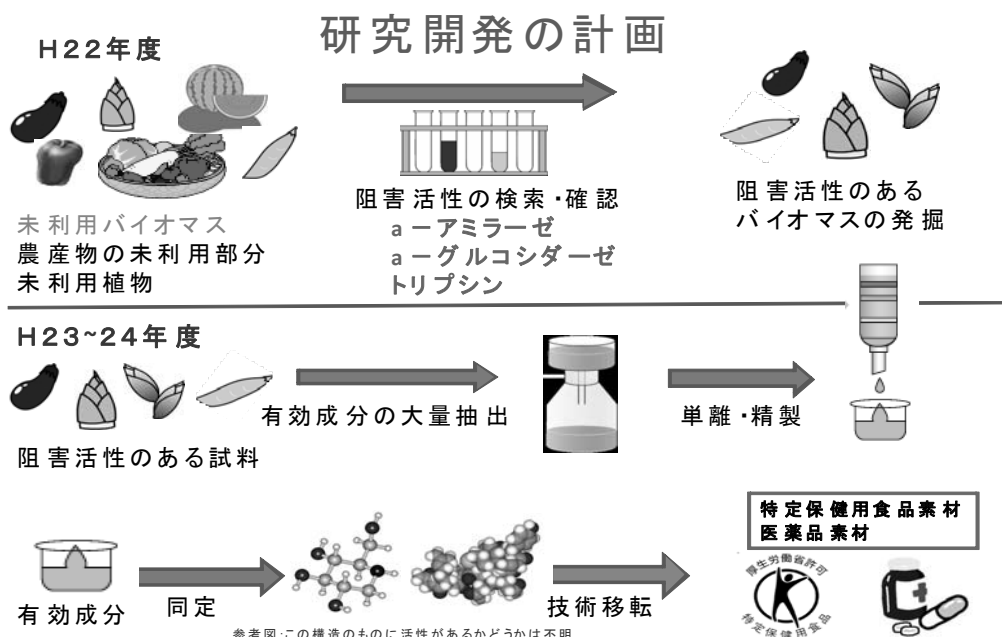 研究開発の計画
H22年度
未利用バイオマス
農産物の未利用部分
未利用植物
阻害活性の検索・確認
a－アミラーゼ
a－グルコシダーゼ
トリプシン
阻害活性のある
バイオマスの発掘
H23~24年度
阻害活性のある試料
有効成分の大量抽出
単離・精製
有効成分
同定
参考図:この構造のものに活性があるかどうかは不明
技術移転
特定保健用食品素材
医薬品素材
厚生労働省許可
特定保健用食品